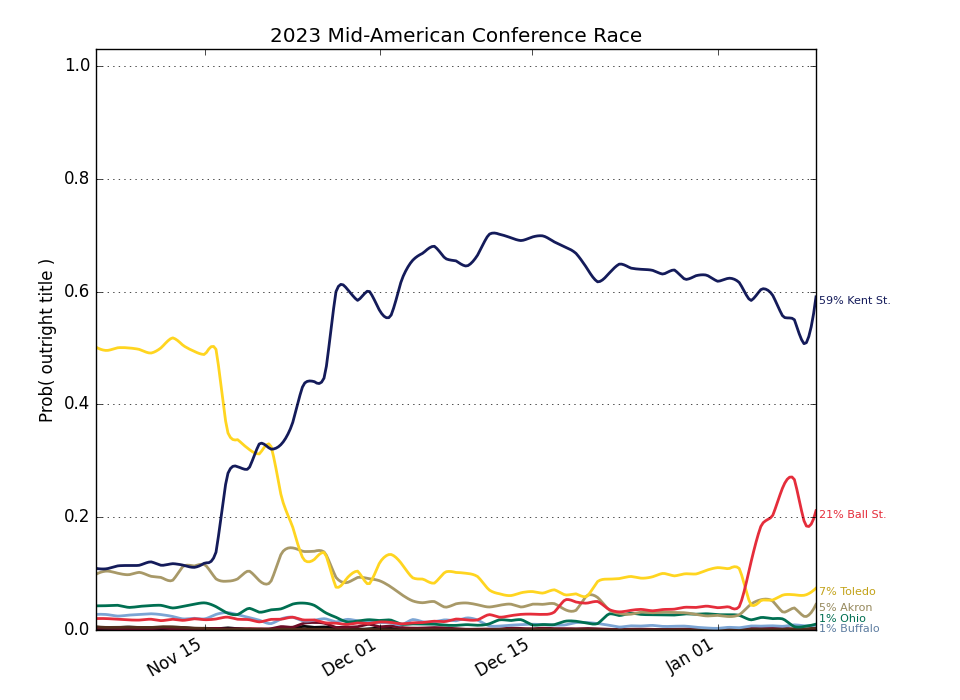 2023 Mid-American Conference Race
Prob( outright title )
1.0
0.8
0.6
0.4
0.2
0.0
Nov 15
Dec 01
Dec 15
Jan 01
59% Kent St.
21% Ball St.
7% Toledo
5% Akron
1% Ohio
1% Buffalo